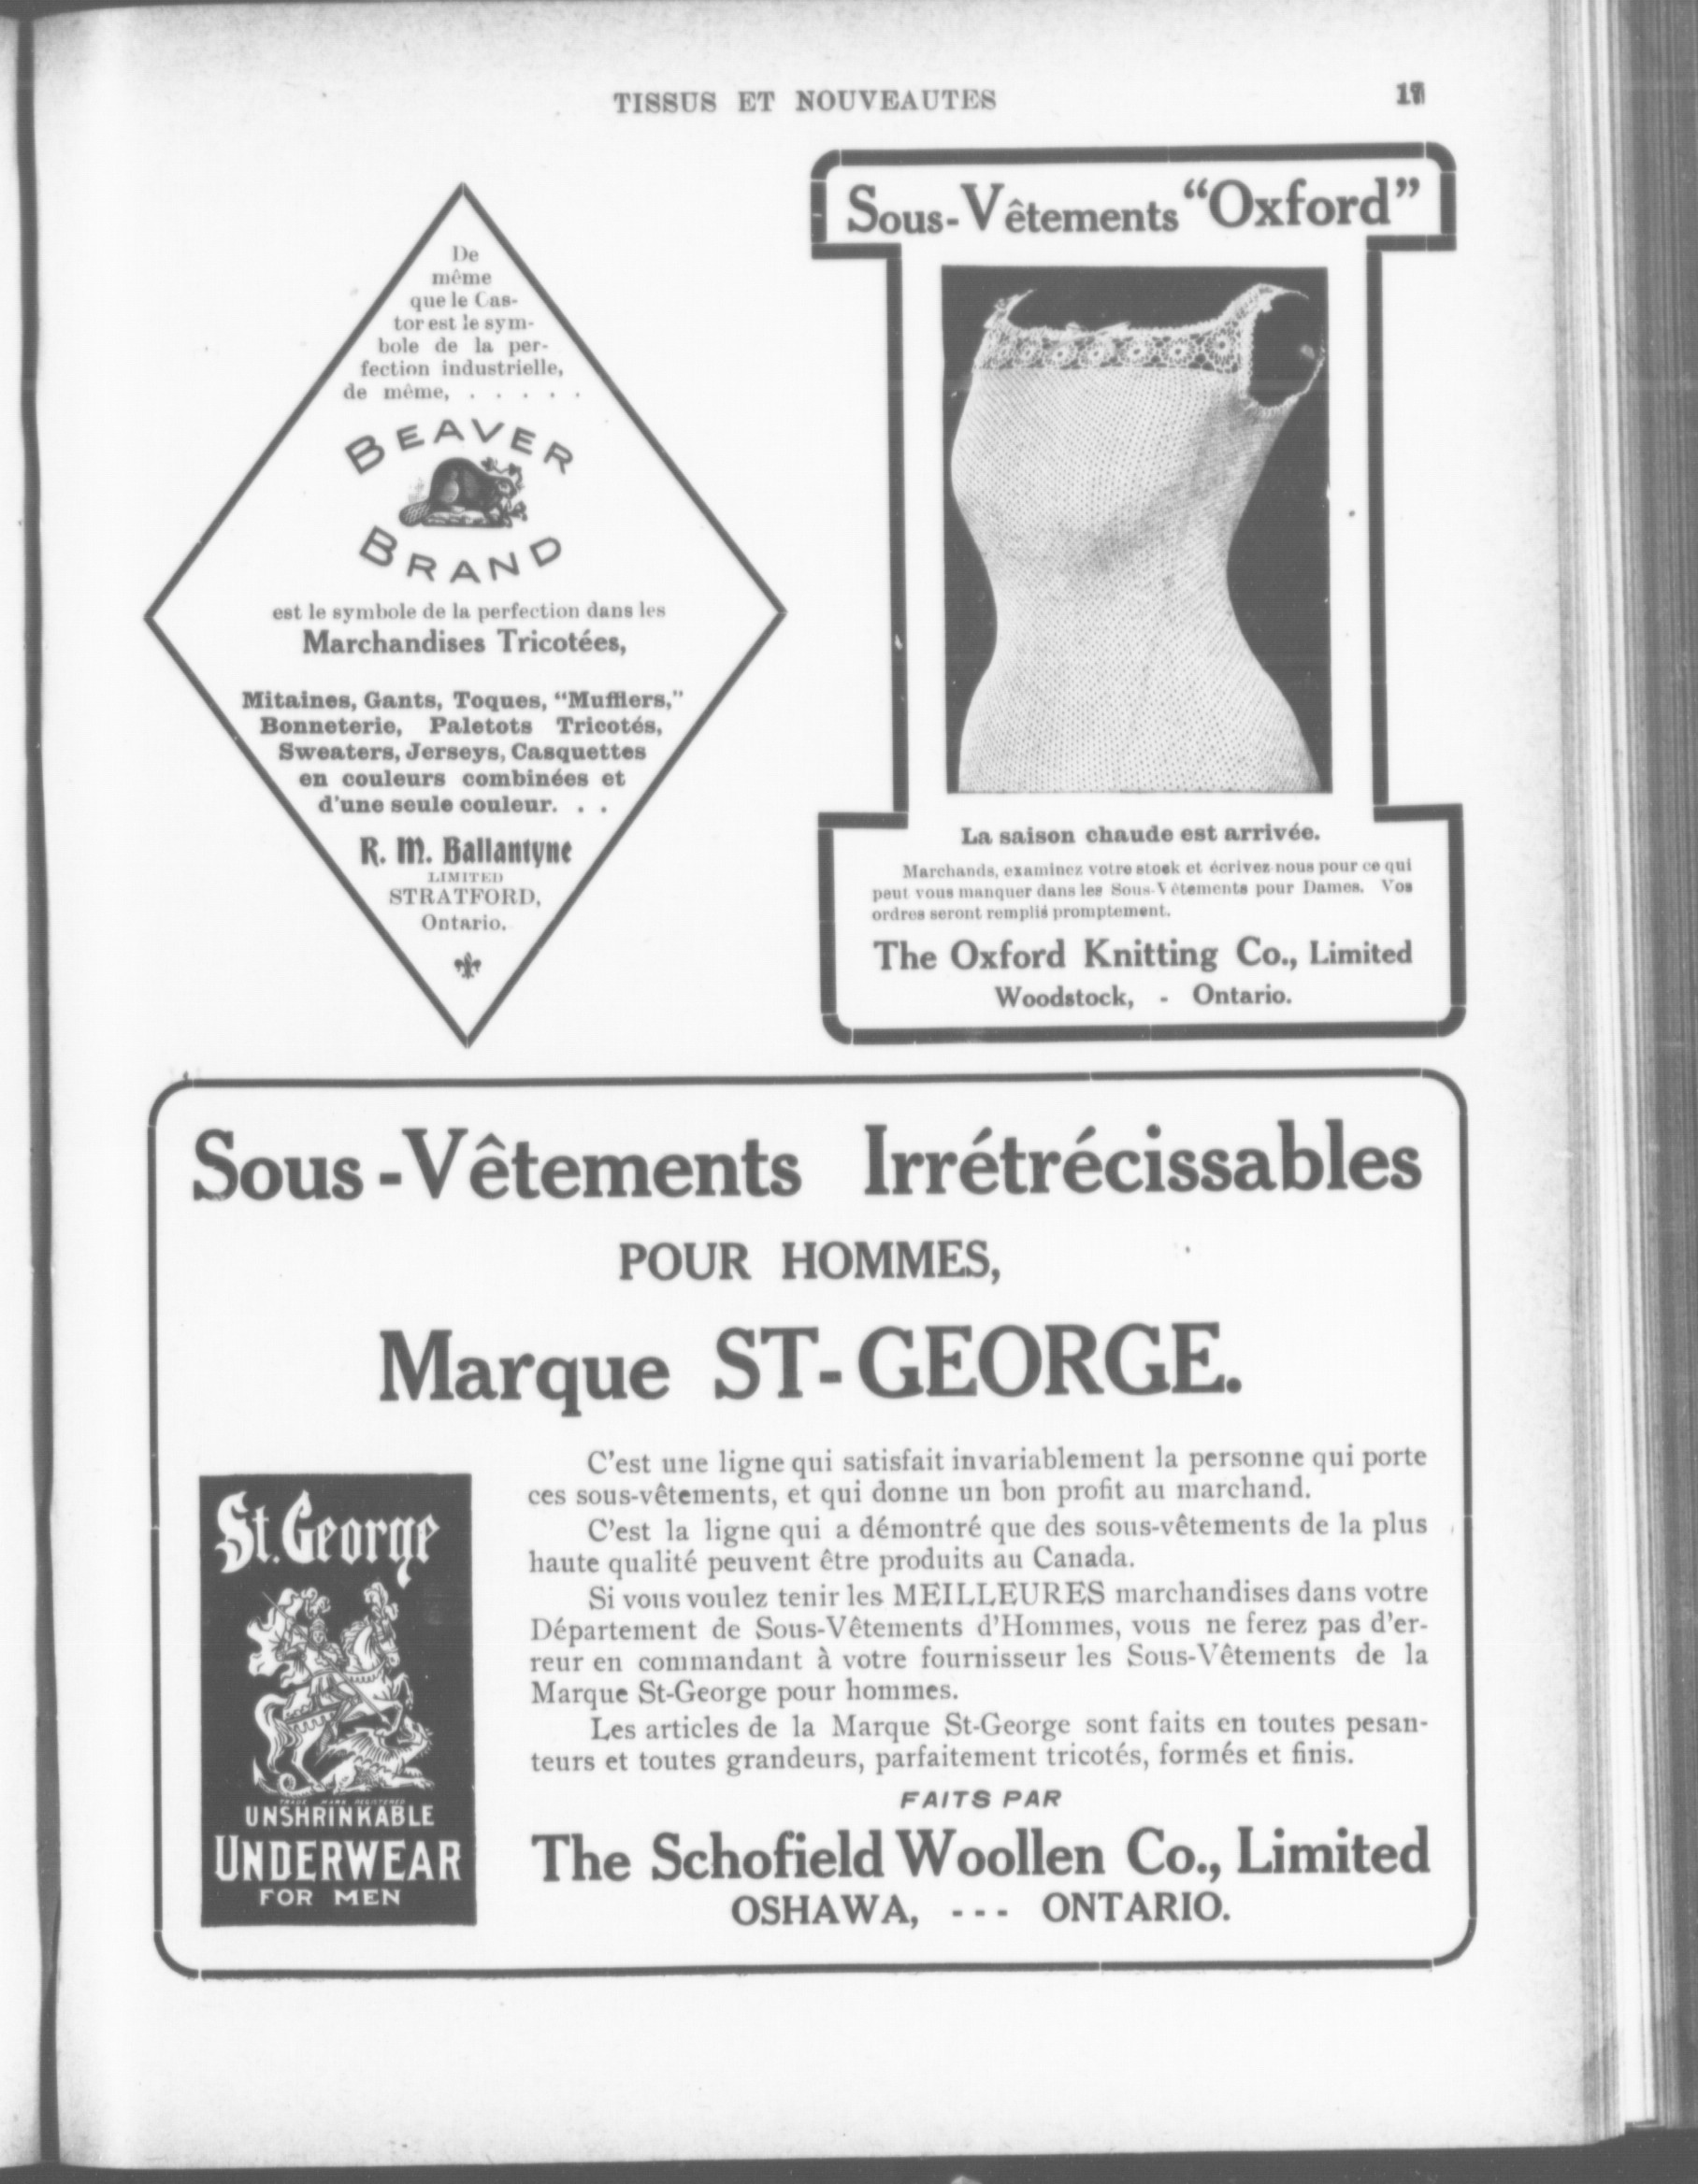 TISSUS ET NOUVEAUTES
De
même
que le Cas-
tor est le sym-
bole de la per-
fection industrielle,
de même, . . . . .
BEAVER
BRAND
est le symbole de la perfection dans les
Marchandises Tricotées,
Mitaines, Gants, Toques, “Mufflers,”
Bonneterie, Paletots Tricotés,
Sweaters, Jerseys, Casquettes
en couleurs combinées et
d'une seule couleur. . .
R. M. Ballantyne
LIMITED
STRATFORD,
Ontario.
Sous-Vêtements “Oxford”
La saison chaude est arrivée.
Marchands, examinez votre stock et écrivez-nous pour ce qui
peut vous manquer dans les Sous-Vêtements pour Dames. Vos
ordres seront remplis promptement.
The Oxford Knitting Co., Limited
Woodstock, - Ontario.
Sous-Vêtements Irrétrécissables
POUR HOMMES,
Marque ST-GEORGE.
St. George
TRADE MARK REGISTERED
UNSHRINKABLE
UNDERWEAR
FOR MEN
C'est une ligne qui satisfait invariablement la personne qui porte
ces sous-vêtements, et qui donne un bon profit au marchand.
C'est la ligne qui a démontré que des sous-vêtements de la plus
haute qualité peuvent être produits au Canada.
Si vous voulez tenir les MEILLEURES marchandises dans votre
Département de Sous-Vêtements d'Hommes, vous ne ferez pas d'er-
reur en commandant à votre fournisseur les Sous-Vêtements de la
Marque St-George pour hommes.
Les articles de la Marque St-George sont faits en toutes pesan-
teurs et toutes grandeurs, parfaitement tricotés, formés et finis.
FAITS PAR
The Schofield Woollen Co., Limited
OSHAWA, --- ONTARIO.